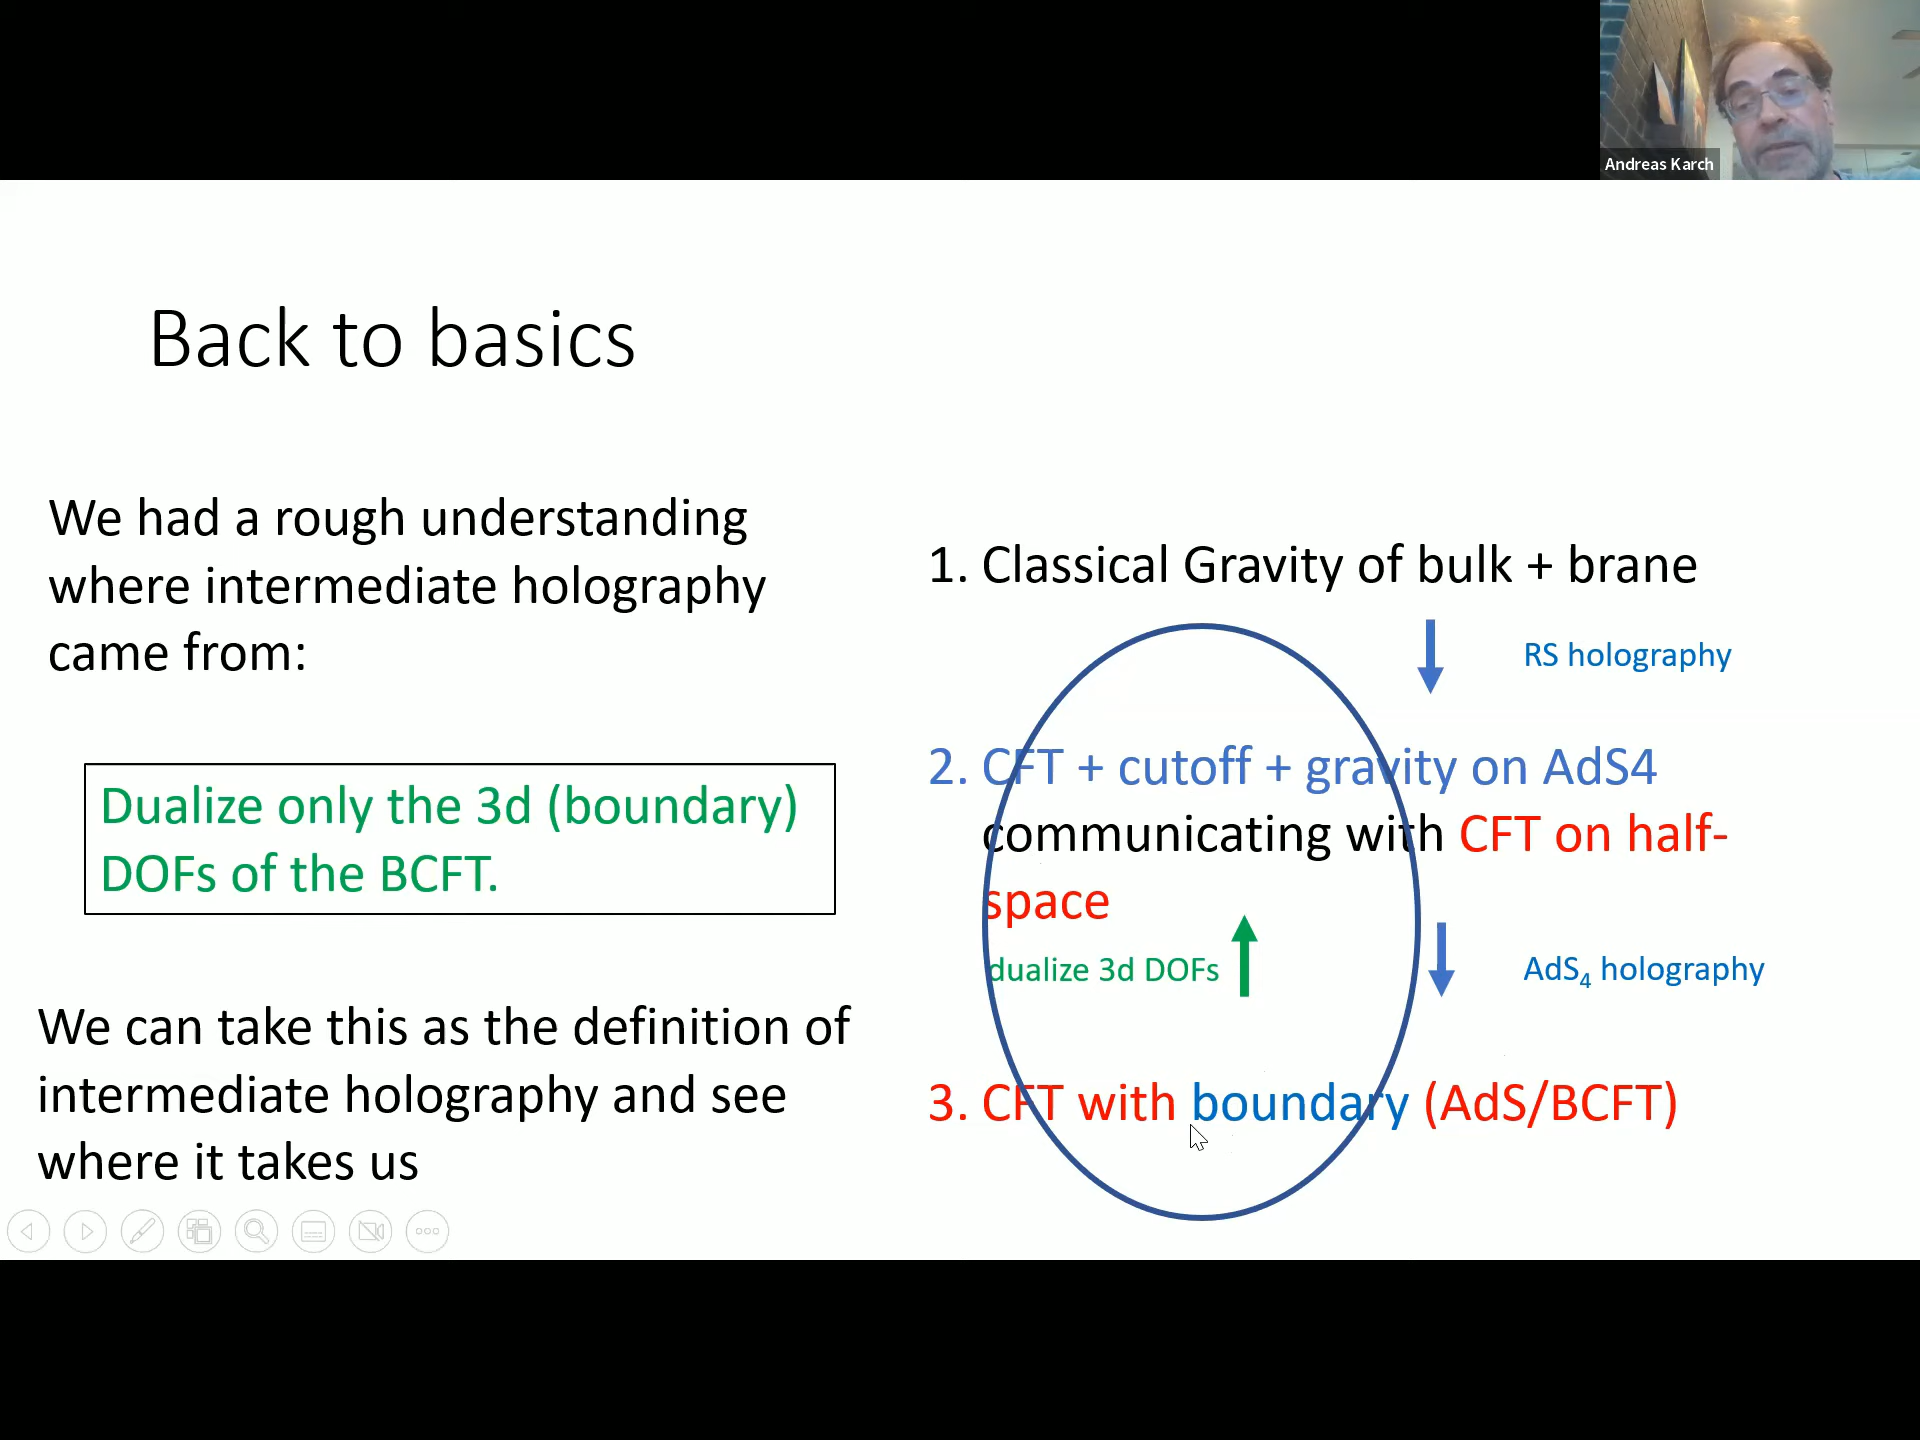 Andreas Karch
Back to basics
We had a rough understanding
where intermediate holography
came from:
Dualize only the 3d (boundary)
DOFs of the BCFT.
We can take this as the definition of
intermediate holography and see
where it takes us
1. Classical Gravity of bulk + brane
RS holography
2. CFT + cutoff + gravity on AdS4
communicating with CFT on half-
space
dualize 3d DOFs
AdS₄ holography
3. CFT with boundary (AdS/BCFT)